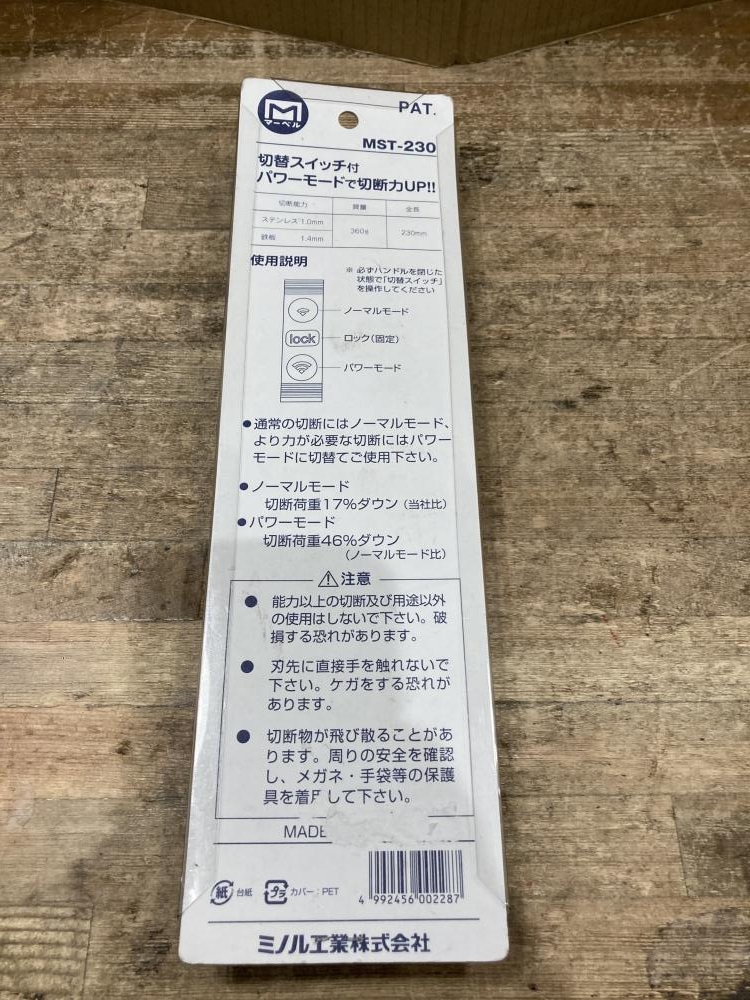 M
マーベル
PAT.
MST-230
切替スイッチ付
パワーモードで切断力UP!!
切断能力 質量 全長
ステンレス 1.0mm 360g 230mm
鉄板 1.4mm
使用説明
※ 必ずハンドルを閉じた
状態で「切替スイッチ」
を操作してください
ノーマルモード
lock ロック(固定)
パワーモード
●通常の切断にはノーマルモード、
より力が必要な切断にはパワー
モードに切替てご使用下さい。
●ノーマルモード
切断荷重17%ダウン(当社比)
●パワーモード
切断荷重46%ダウン
(ノーマルモード比)
⚠注意
● 能力以上の切断及び用途以外
の使用はしないで下さい。破
損する恐れがあります。
● 刃先に直接手を触れないで
下さい。ケガをする恐れが
あります。
● 切断物が飛び散ることがあ
ります。周りの安全を確認
し、メガネ・手袋等の保護
具を着 して下さい。
MADE
紙 台紙 プラ カバー:PET
4 992456 002287
ミノル工業株式会社